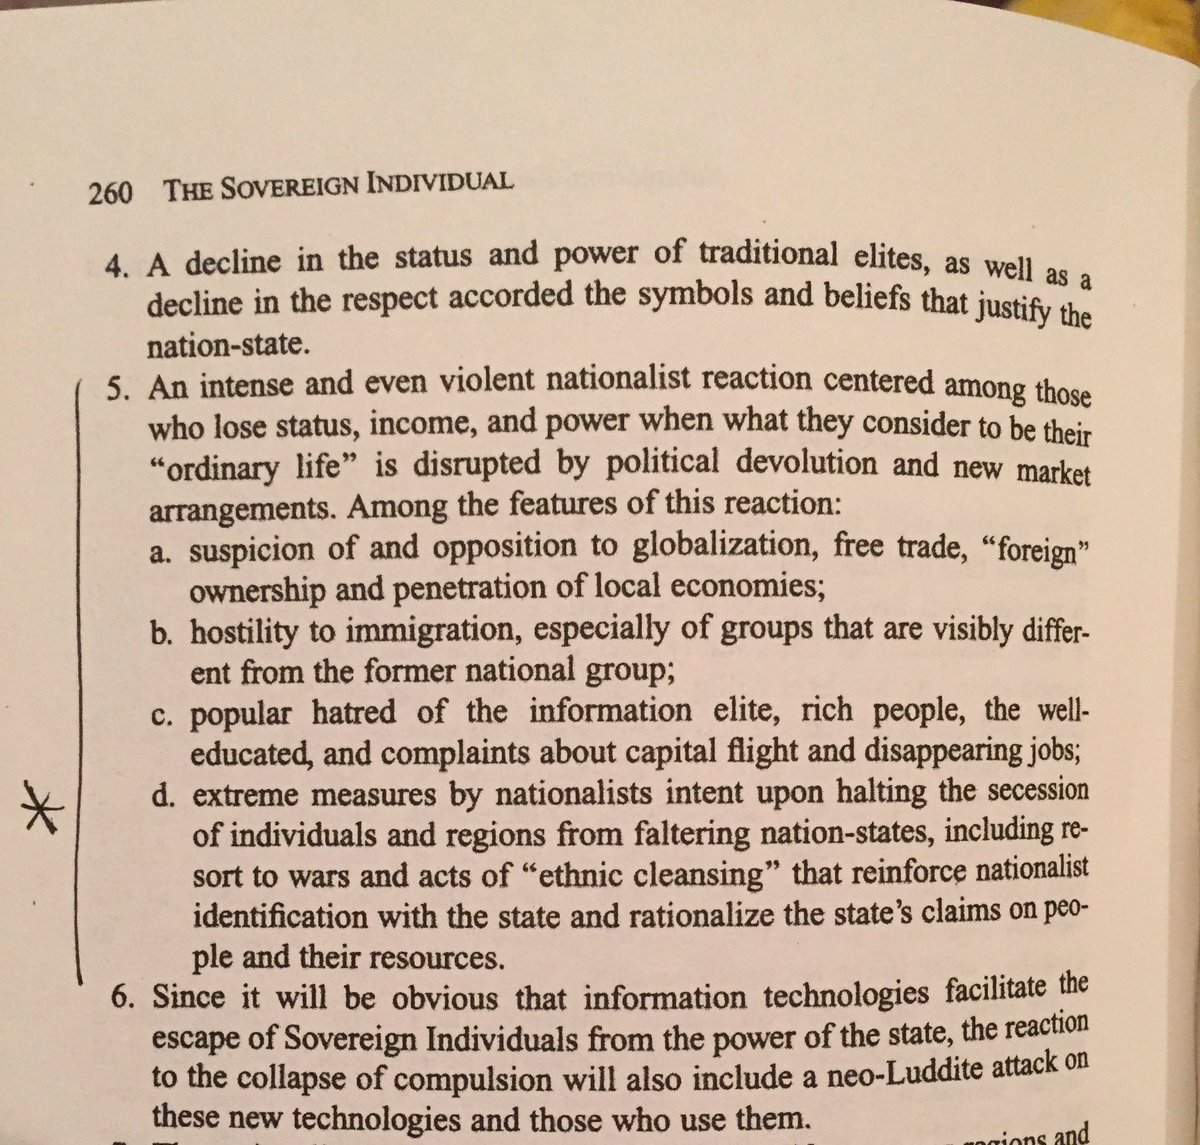 260 THE SOVEREIGN INDIVIDUAL
4. A decline in the status and power of traditional elites, as well as a
decline in the respect accorded the symbols and beliefs that justify the
nation-state.
5. An intense and even violent nationalist reaction centered among those
who lose status, income, and power when what they consider to be their
“ordinary life” is disrupted by political devolution and new market
arrangements. Among the features of this reaction:
a. suspicion of and opposition to globalization, free trade, “foreign”
ownership and penetration of local economies;
b. hostility to immigration, especially of groups that are visibly differ-
ent from the former national group;
c. popular hatred of the information elite, rich people, the well-
educated, and complaints about capital flight and disappearing jobs;
d. extreme measures by nationalists intent upon halting the secession
of individuals and regions from faltering nation-states, including re-
sort to wars and acts of “ethnic cleansing” that reinforce nationalist
identification with the state and rationalize the state’s claims on peo-
ple and their resources.
6. Since it will be obvious that information technologies facilitate the
escape of Sovereign Individuals from the power of the state, the reaction
to the collapse of compulsion will also include a neo-Luddite attack on
these new technologies and those who use them.
and